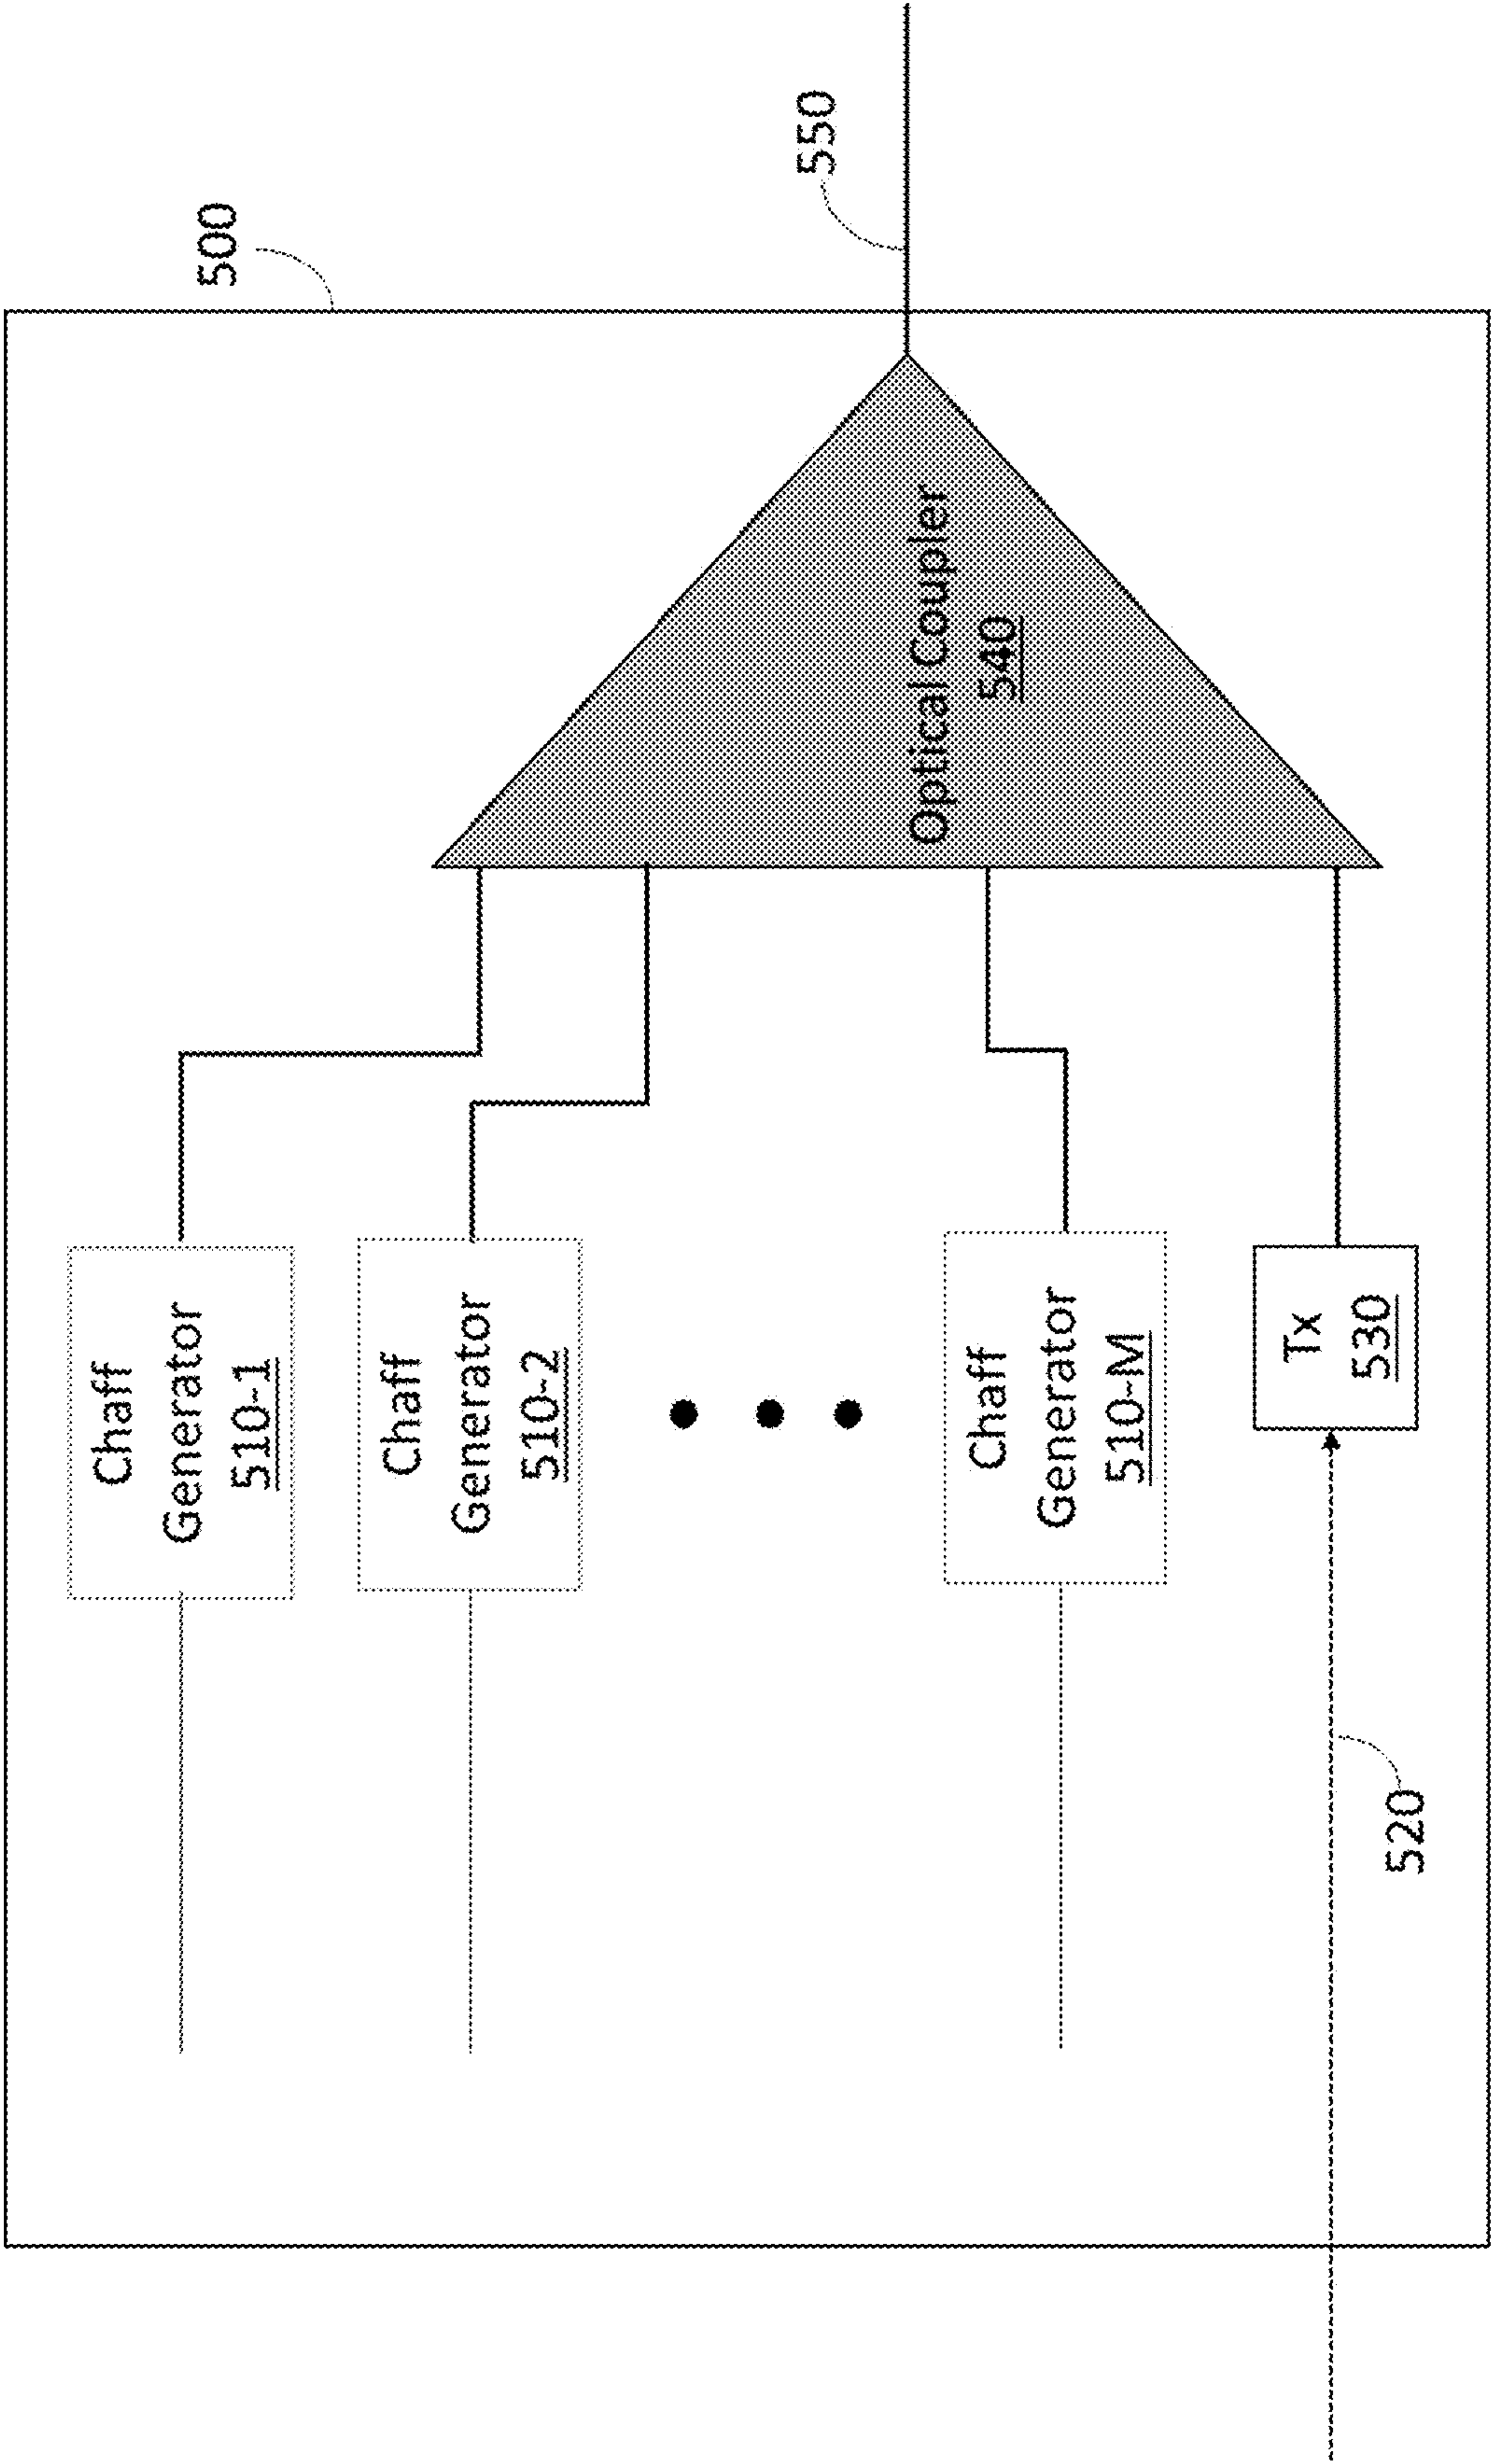 500
550
Chaff
Generator
510-1
Chaff
Generator
510-2
Chaff
Generator
510-M
Tx
530
Optical Coupler
540
520